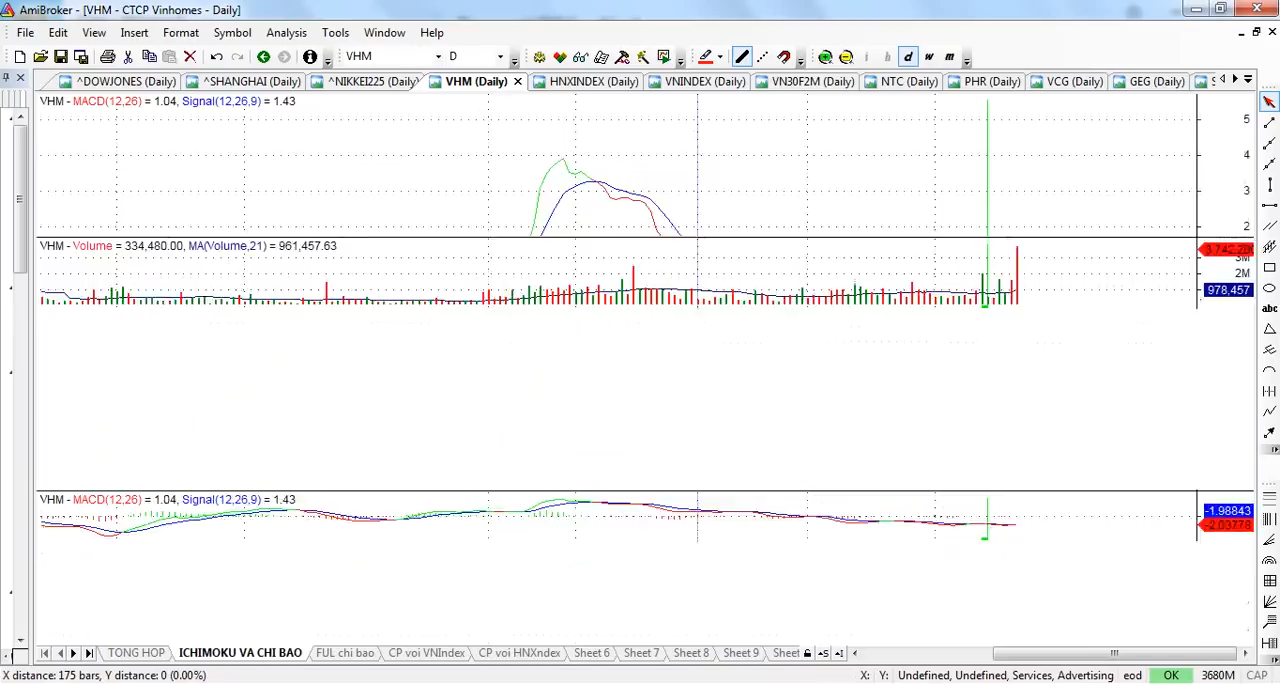 AmiBroker - [VHM - CTCP Vinhomes - Daily]
File Edit View Insert Format Symbol Analysis Tools Window Help
VHM D i h d w m
^DOWJONES (Daily) ^SHANGHAI (Daily) ^NIKKEI225 (Daily) VHM (Daily) HNXINDEX (Daily) VNINDEX (Daily) VN30F2M (Daily) NTC (Daily) PHR (Daily) VCG (Daily) GEG (Daily) S
VHM - MACD(12,26) = 1.04, Signal(12,26,9) = 1.43
5
4
3
2
VHM - Volume = 334,480.00, MA(Volume,21) = 961,457.63
3M
2M
978,457
abc
VHM - MACD(12,26) = 1.04, Signal(12,26,9) = 1.43
-1.98843
-2.03778
TONG HOP ICHIMOKU VA CHI BAO FUL chi bao CP voi VNIndex CP voi HNXndex Sheet 6 Sheet 7 Sheet 8 Sheet 9 Sheet
X distance: 175 bars, Y distance: 0 (0.00%) X: Y: Undefined, Undefined, Services, Advertising eod OK 3680M CAP